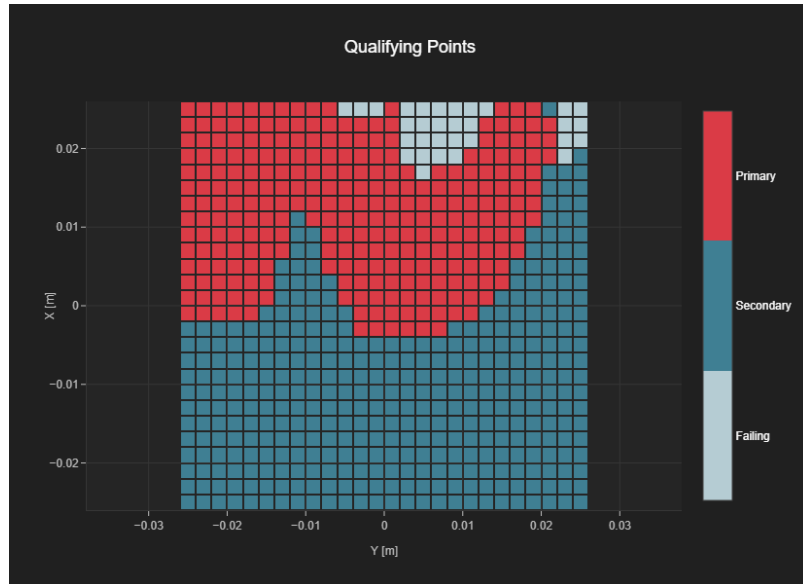 Qualifying Points
Primary
Secondary
Failing
X [m]
0.02
0.01
0
−0.01
−0.02
−0.03
−0.02
−0.01
0
0.01
0.02
0.03
Y [m]